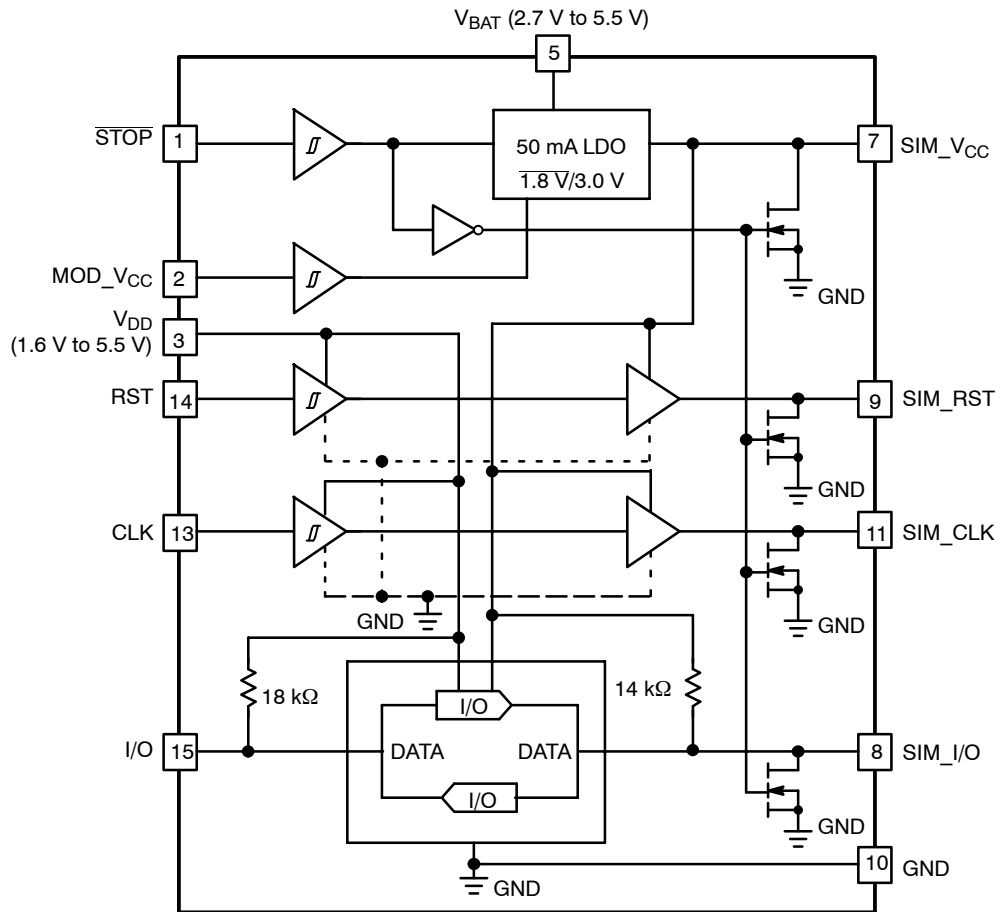 VBAT (2.7 V to 5.5 V)
5
STOP
1
50 mA LDO
1.8 V/3.0 V
7
SIM_VCC
MOD_VCC
2
GND
VDD
(1.6 V to 5.5 V)
3
RST
14
9
SIM_RST
GND
CLK
13
11
SIM_CLK
GND
GND
18 kΩ
14 kΩ
I/O
I/O
15
DATA
DATA
8
SIM_I/O
I/O
GND
10
GND
GND